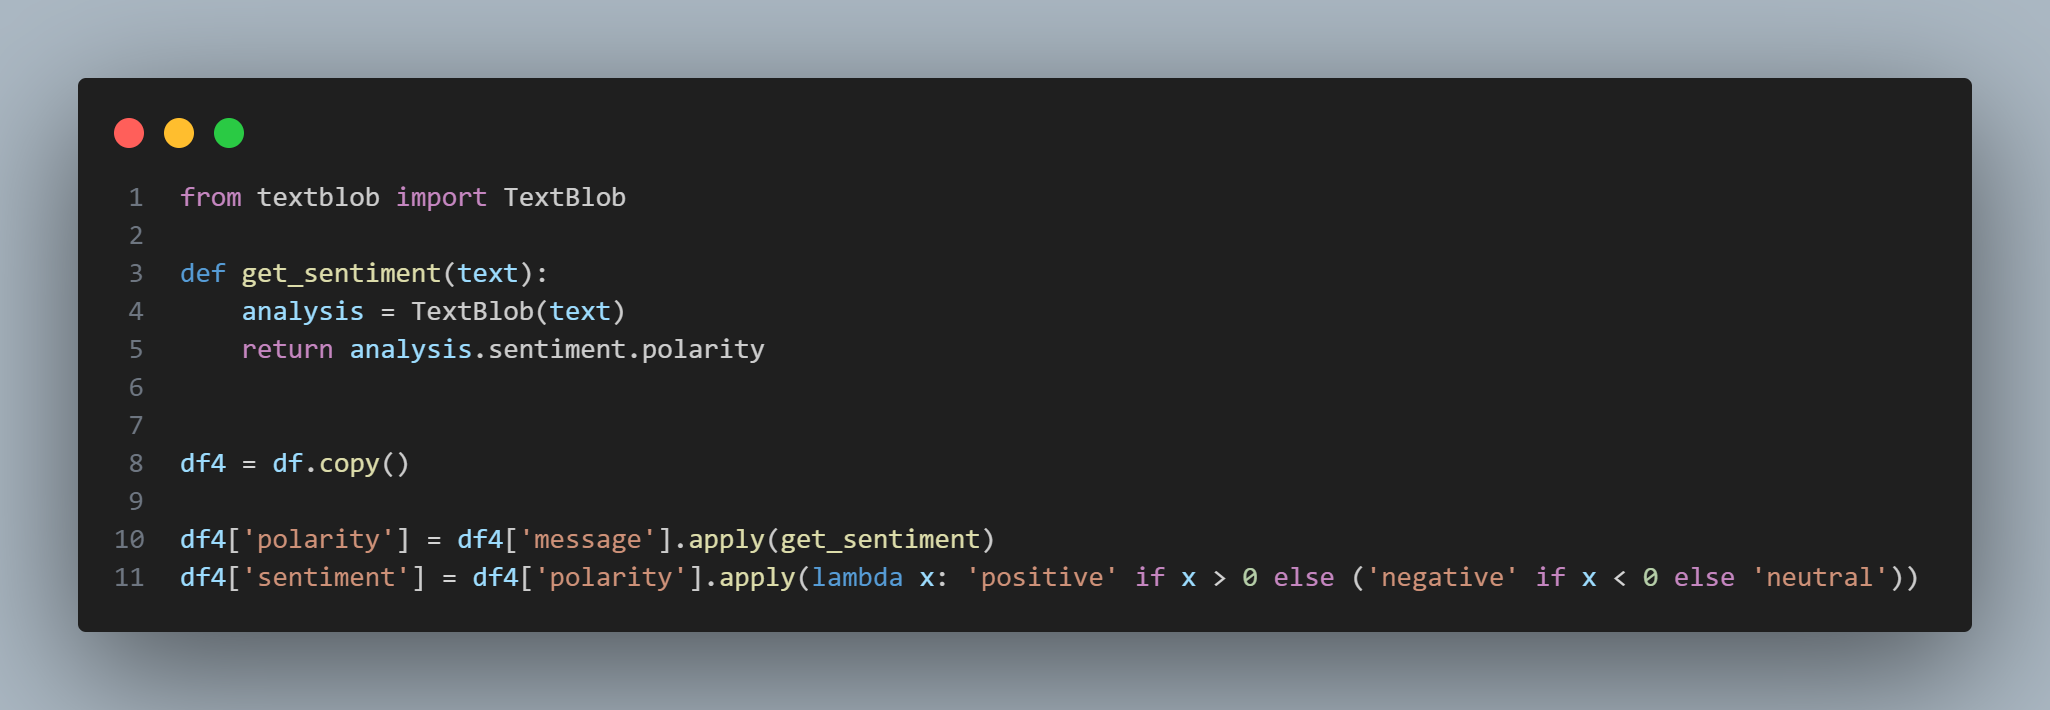 1 from textblob import TextBlob
2
3 def get_sentiment(text):
4     analysis = TextBlob(text)
5     return analysis.sentiment.polarity
6
7
8 df4 = df.copy()
9
10 df4['polarity'] = df4['message'].apply(get_sentiment)
11 df4['sentiment'] = df4['polarity'].apply(lambda x: 'positive' if x > 0 else ('negative' if x < 0 else 'neutral'))